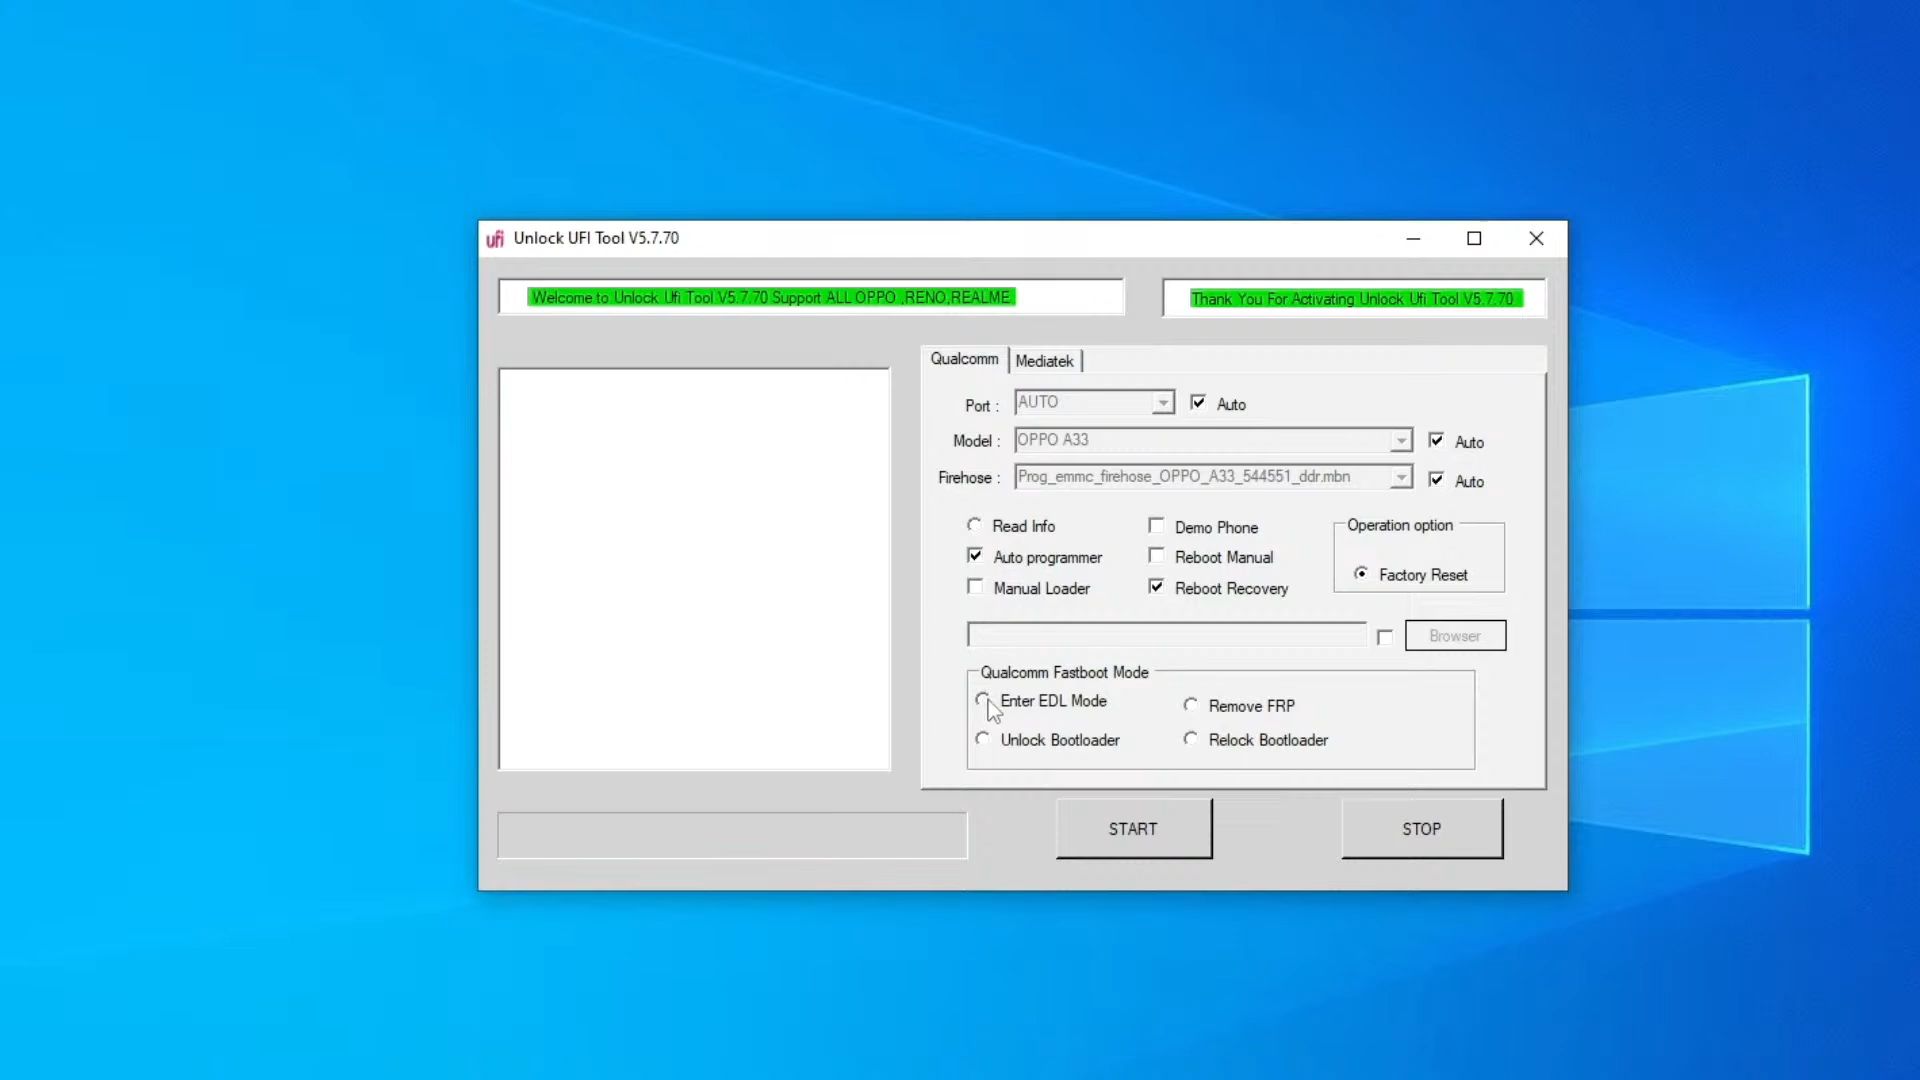 ufi Unlock UFI Tool V5.7.70
Welcome to Unlock Ufi Tool V5.7.70 Support ALL OPPO ,RENO,REALME
Thank You For Activating Unlock Ufi Tool V5.7.70
Qualcomm Mediatek
Port : AUTO Auto
Model : OPPO A33 Auto
Firehose : Prog_emmc_firehose_OPPO_A33_544551_ddr.mbn Auto
Read Info Demo Phone Operation option
Auto programmer Reboot Manual
Factory Reset
Manual Loader Reboot Recovery
Browser
Qualcomm Fastboot Mode
Enter EDL Mode Remove FRP
Unlock Bootloader Relock Bootloader
START STOP